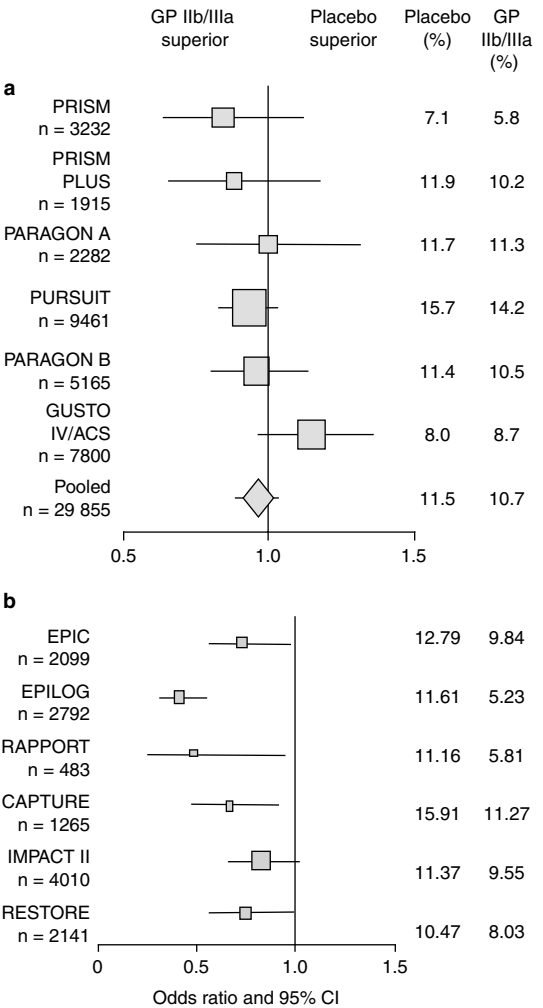 GP IIb/IIIa superior Placebo superior Placebo (%) GP IIb/IIIa (%)
a
PRISM 7.1 5.8
n = 3232
PRISM
PLUS 11.9 10.2
n = 1915
PARAGON A 11.7 11.3
n = 2282
PURSUIT 15.7 14.2
n = 9461
PARAGON B 11.4 10.5
n = 5165
GUSTO
IV/ACS 8.0 8.7
n = 7800
Pooled 11.5 10.7
n = 29 855
0.5 1.0 1.5
b
EPIC 12.79 9.84
n = 2099
EPILOG 11.61 5.23
n = 2792
RAPPORT 11.16 5.81
n = 483
CAPTURE 15.91 11.27
n = 1265
IMPACT II 11.37 9.55
n = 4010
RESTORE 10.47 8.03
n = 2141
0 0.5 1.0 1.5
Odds ratio and 95% CI